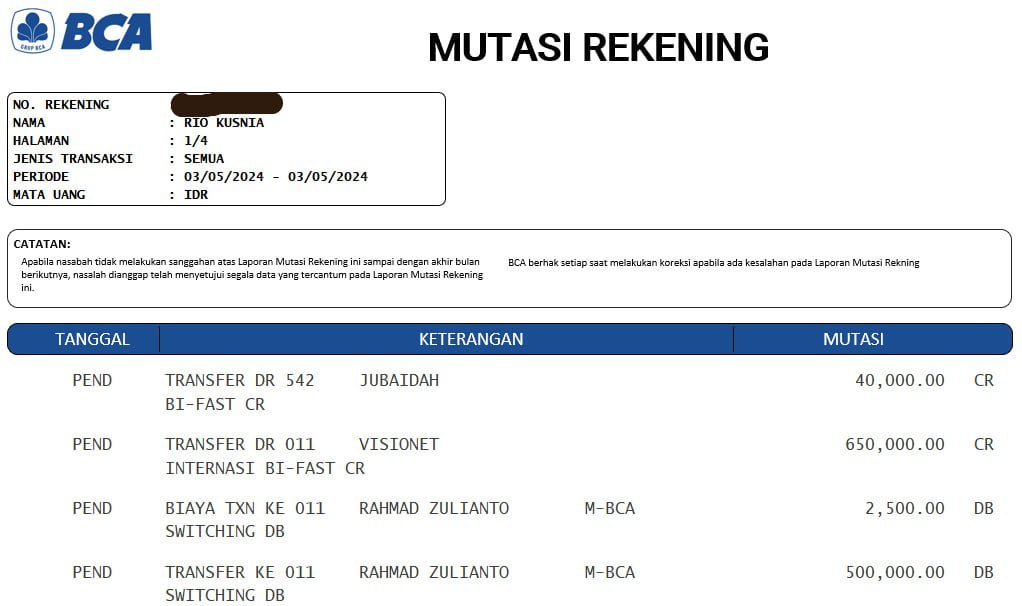 GRUP BCA
BCA
MUTASI REKENING
NO. REKENING
NAMA : RIO KUSNIA
HALAMAN : 1/4
JENIS TRANSAKSI : SEMUA
PERIODE : 03/05/2024 - 03/05/2024
MATA UANG : IDR
CATATAN:
Apabila nasabah tidak melakukan sanggahan atas Laporan Mutasi Rekening ini sampai dengan akhir bulan
berikutnya, nasalah dianggap telah menyetujui segala data yang tercantum pada Laporan Mutasi Rekening
ini.
BCA berhak setiap saat melakukan koreksi apabila ada kesalahan pada Laporan Mutasi Rekning
TANGGAL KETERANGAN MUTASI
PEND TRANSFER DR 542 JUBAIDAH 40,000.00 CR
BI-FAST CR
PEND TRANSFER DR 011 VISIONET 650,000.00 CR
INTERNASI BI-FAST CR
PEND BIAYA TXN KE 011 RAHMAD ZULIANTO M-BCA 2,500.00 DB
SWITCHING DB
PEND TRANSFER KE 011 RAHMAD ZULIANTO M-BCA 500,000.00 DB
SWITCHING DB